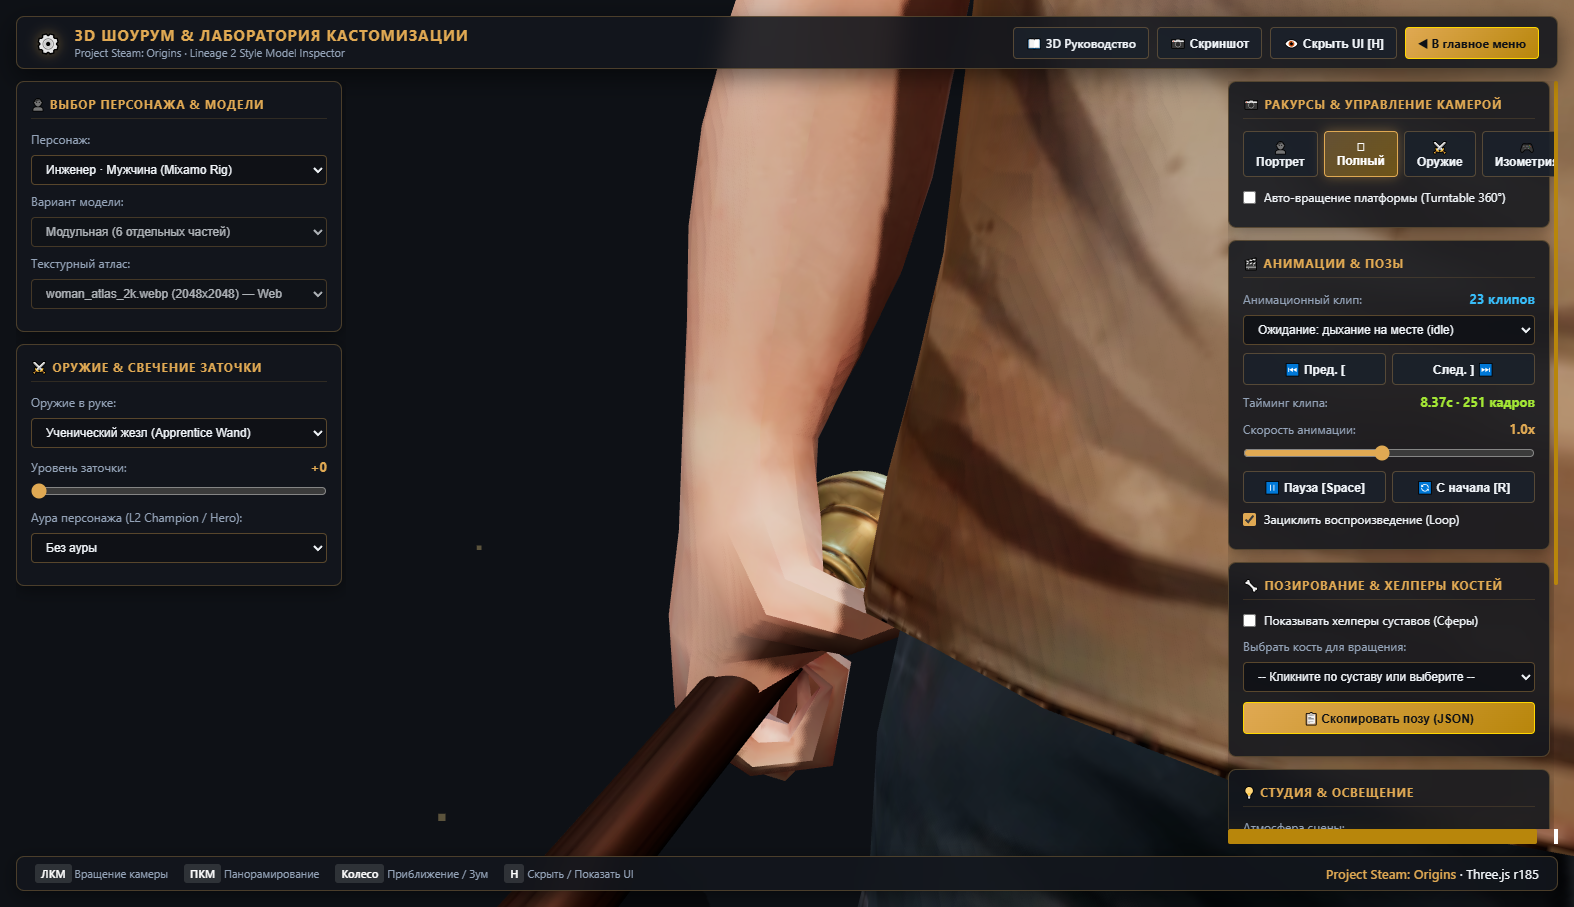 3D ШОУРУМ & ЛАБОРАТОРИЯ КАСТОМИЗАЦИИ
Project Steam: Origins · Lineage 2 Style Model Inspector
3D Руководство
Скриншот
Скрыть UI [H]
◀ В главное меню
ВЫБОР ПЕРСОНАЖА & МОДЕЛИ
Персонаж:
Инженер · Мужчина (Mixamo Rig)
Вариант модели:
Модульная (6 отдельных частей)
Текстурный атлас:
woman_atlas_2k.webp (2048x2048) — Web
ОРУЖИЕ & СВЕЧЕНИЕ ЗАТОЧКИ
Оружие в руке:
Ученический жезл (Apprentice Wand)
Уровень заточки: +0
Аура персонажа (L2 Champion / Hero):
Без ауры
РАКУРСЫ & УПРАВЛЕНИЕ КАМЕРОЙ
Портрет
Полный
Оружие
Изометрия
Авто-вращение платформы (Turntable 360°)
АНИМАЦИИ & ПОЗЫ
Анимационный клип: 23 клипов
Ожидание: дыхание на месте (idle)
Пред. [
След. ]
Тайминг клипа: 8.37с · 251 кадров
Скорость анимации: 1.0x
Пауза [Space]
С начала [R]
Зациклить воспроизведение (Loop)
ПОЗИРОВАНИЕ & ХЕЛПЕРЫ КОСТЕЙ
Показывать хелперы суставов (Сферы)
Выбрать кость для вращения:
-- Кликните по суставу или выберите --
Скопировать позу (JSON)
СТУДИЯ & ОСВЕЩЕНИЕ
Атмосфера сцены:
ЛКМ Вращение камеры
ПКМ Панорамирование
Колесо Приближение / Зум
H Скрыть / Показать UI
Project Steam: Origins · Three.js r185